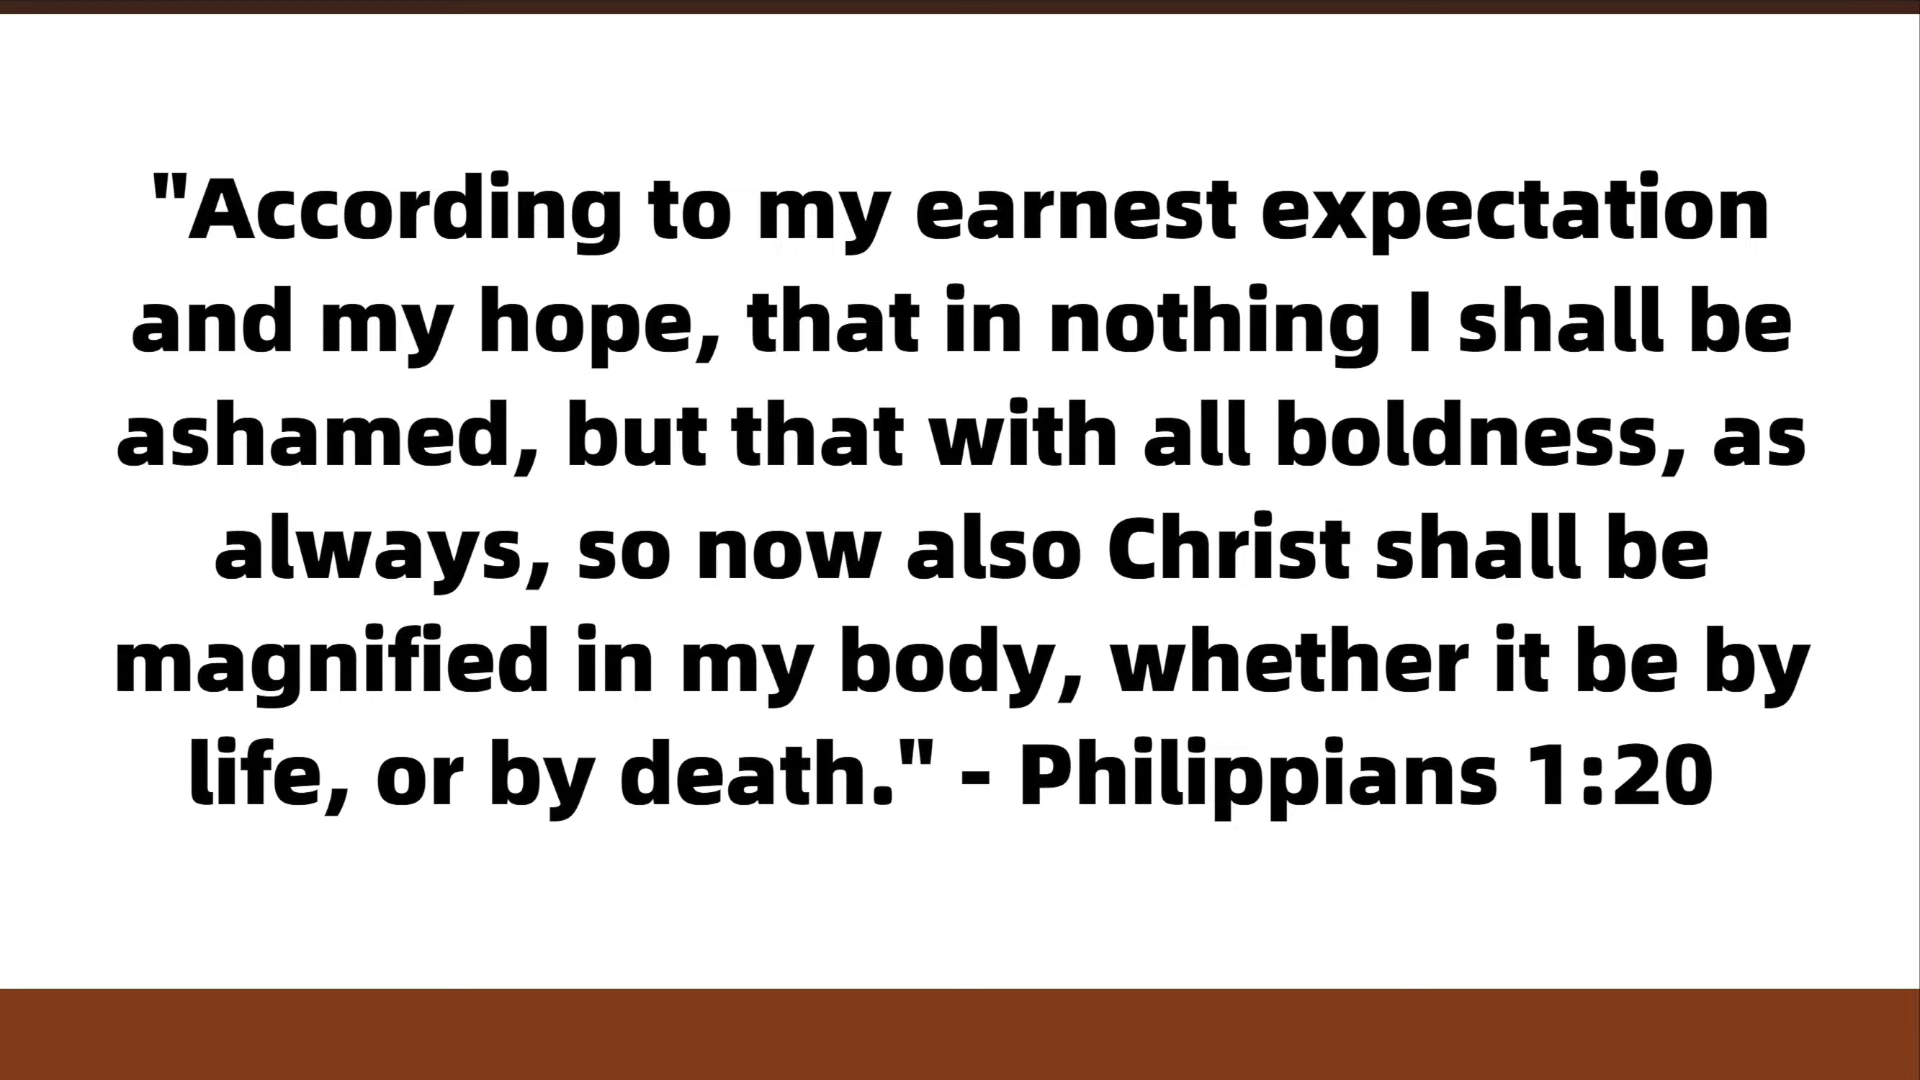 "According to my earnest expectation
and my hope, that in nothing I shall be
ashamed, but that with all boldness, as
always, so now also Christ shall be
magnified in my body, whether it be by
life, or by death." - Philippians 1:20